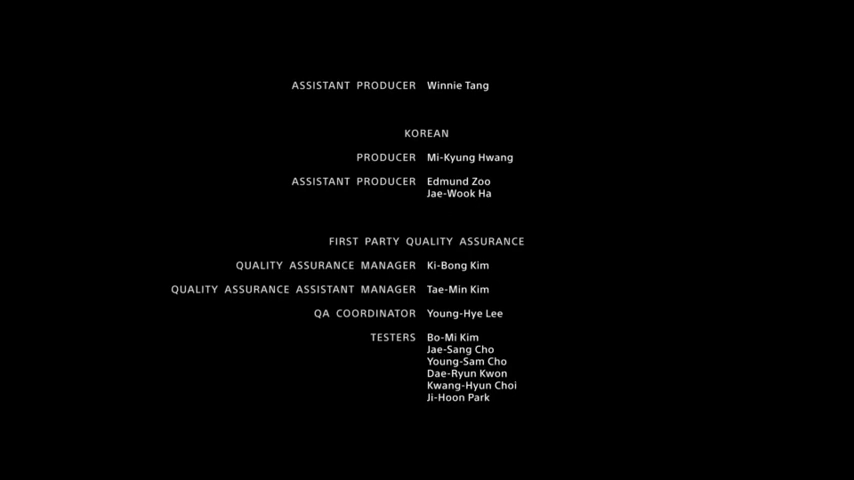 ASSISTANT PRODUCER Winnie Tang
KOREAN
PRODUCER Mi-Kyung Hwang
ASSISTANT PRODUCER Edmund Zoo
Jae-Wook Ha
FIRST PARTY QUALITY ASSURANCE
QUALITY ASSURANCE MANAGER Ki-Bong Kim
QUALITY ASSURANCE ASSISTANT MANAGER Tae-Min Kim
QA COORDINATOR Young-Hye Lee
TESTERS Bo-Mi Kim
Jae-Sang Cho
Young-Sam Cho
Dae-Ryun Kwon
Kwang-Hyun Choi
Ji-Hoon Park